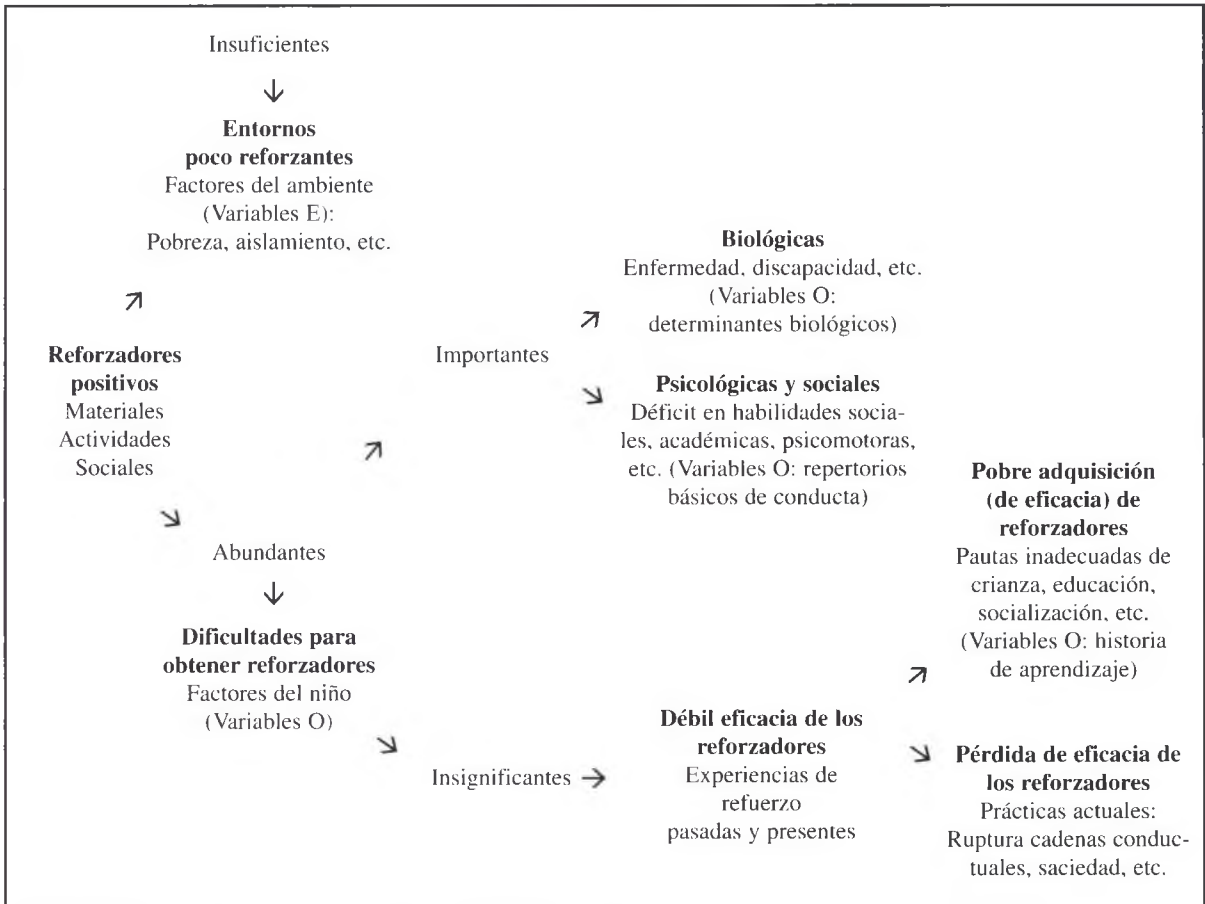 Insuficientes
↓
Entornos
poco reforzantes
Factores del ambiente
(Variables E):
Pobreza, aislamiento, etc.
Reforzadores
positivos
Materiales
Actividades
Sociales
Abundantes
↓
Dificultades para
obtener reforzadores
Factores del niño
(Variables O)
Importantes
Biológicas
Enfermedad, discapacidad, etc.
(Variables O:
determinantes biológicos)
Psicológicas y sociales
Déficit en habilidades socia-
les, académicas, psicomotoras,
etc. (Variables O: repertorios
básicos de conducta)
Insignificantes →
Débil eficacia de los
reforzadores
Experiencias de
refuerzo
pasadas y presentes
Pobre adquisición
(de eficacia) de
reforzadores
Pautas inadecuadas de
crianza, educación,
socialización, etc.
(Variables O: historia
de aprendizaje)
Pérdida de eficacia de
los reforzadores
Prácticas actuales:
Ruptura cadenas conduc-
tuales, saciedad, etc.